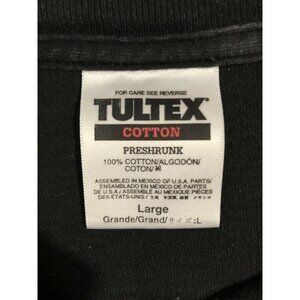 FOR CARE SEE REVERSE
TULTEX®
COTTON
PRESHRUNK
100% COTTON/ALGODÓN/
COTON/綿
ASSEMBLED IN MEXICO OF U.S.A. PARTS/
ENSAMBLADO EN MEXICO DE PARTES
DE E.U.A./ASSEMBLÉ AU MEXIQUE PIÈCES
DES ÉTATS-UNIS/
Large
Grande/Grand/サイズ:L